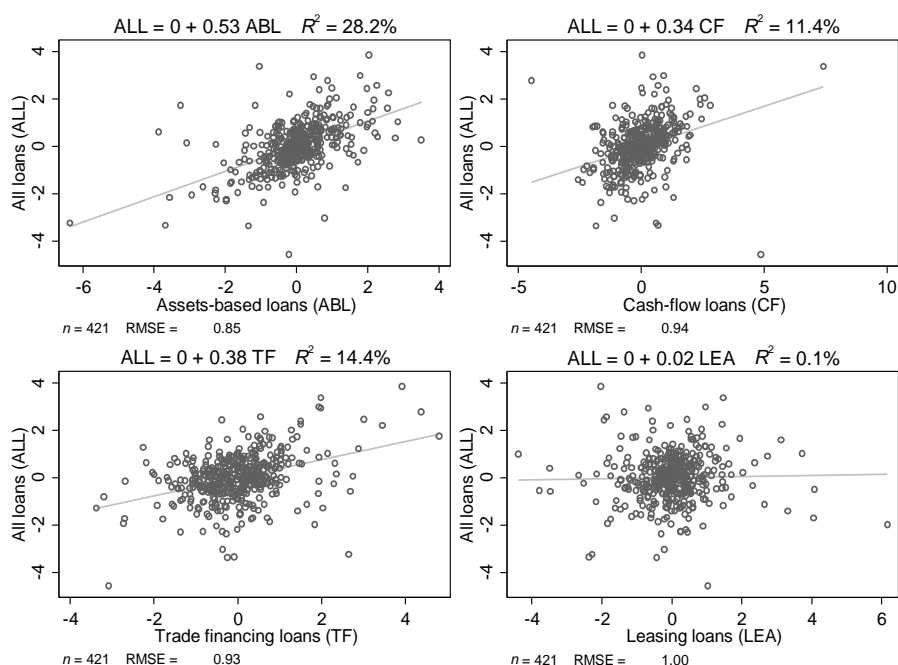 ALL = 0 + 0.53 ABL R² = 28.2%
All loans (ALL)
4
2
0
-2
-4
-6 -4 -2 0 2 4
Assets-based loans (ABL)
n = 421 RMSE = 0.85
ALL = 0 + 0.34 CF R² = 11.4%
All loans (ALL)
4
2
0
-2
-4
-5 0 5 10
Cash-flow loans (CF)
n = 421 RMSE = 0.94
ALL = 0 + 0.38 TF R² = 14.4%
All loans (ALL)
4
2
0
-2
-4
-4 -2 0 2 4
Trade financing loans (TF)
n = 421 RMSE = 0.93
ALL = 0 + 0.02 LEA R² = 0.1%
All loans (ALL)
4
2
0
-2
-4
-4 -2 0 2 4 6
Leasing loans (LEA)
n = 421 RMSE = 1.00